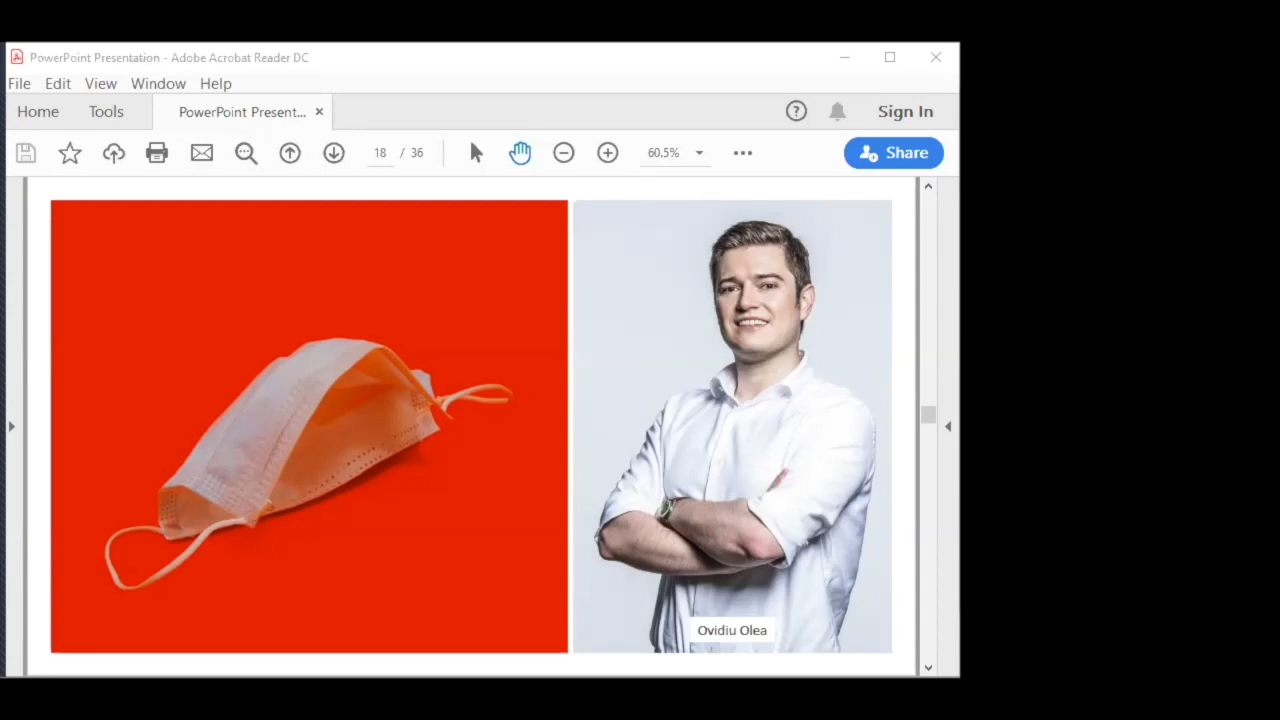 PowerPoint Presentation - Adobe Acrobat Reader DC
File Edit View Window Help
Home Tools PowerPoint Present... Sign In
18 / 36 60.5% Share
Ovidiu Olea